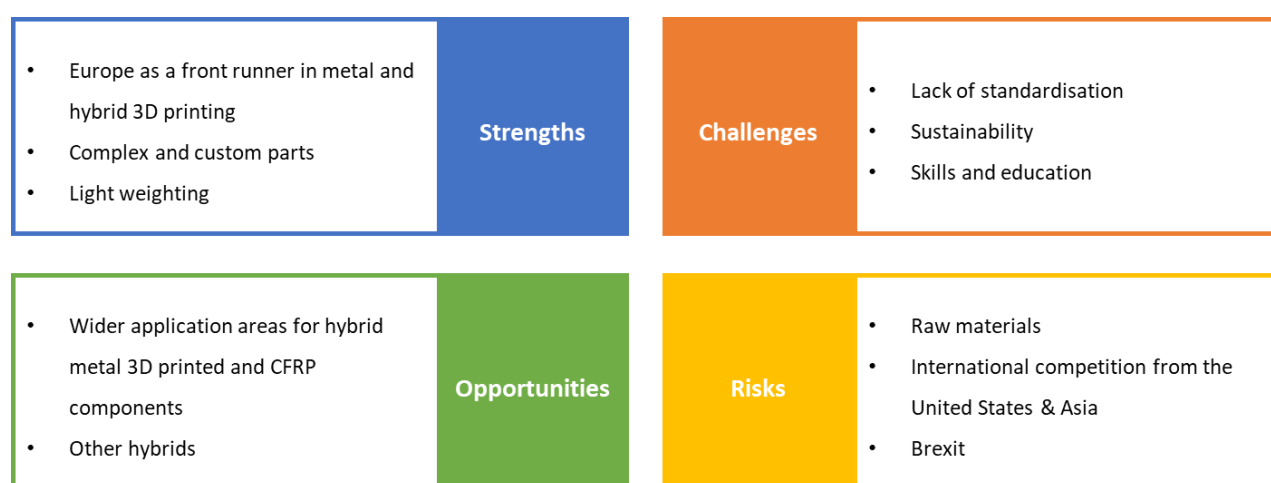 • Europe as a front runner in metal and
hybrid 3D printing
• Complex and custom parts
• Light weighting
Strengths
Challenges
• Lack of standardisation
• Sustainability
• Skills and education
• Wider application areas for hybrid
metal 3D printed and CFRP
components
• Other hybrids
Opportunities
Risks
• Raw materials
• International competition from the
United States & Asia
• Brexit